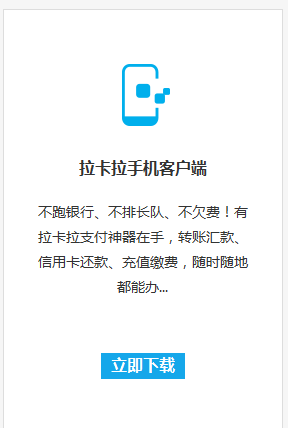 拉卡拉手机客户端
不跑银行、不排长队、不欠费！有
拉卡拉支付神器在手，转账汇款、
信用卡还款、充值缴费，随时随地
都能办...
立即下载